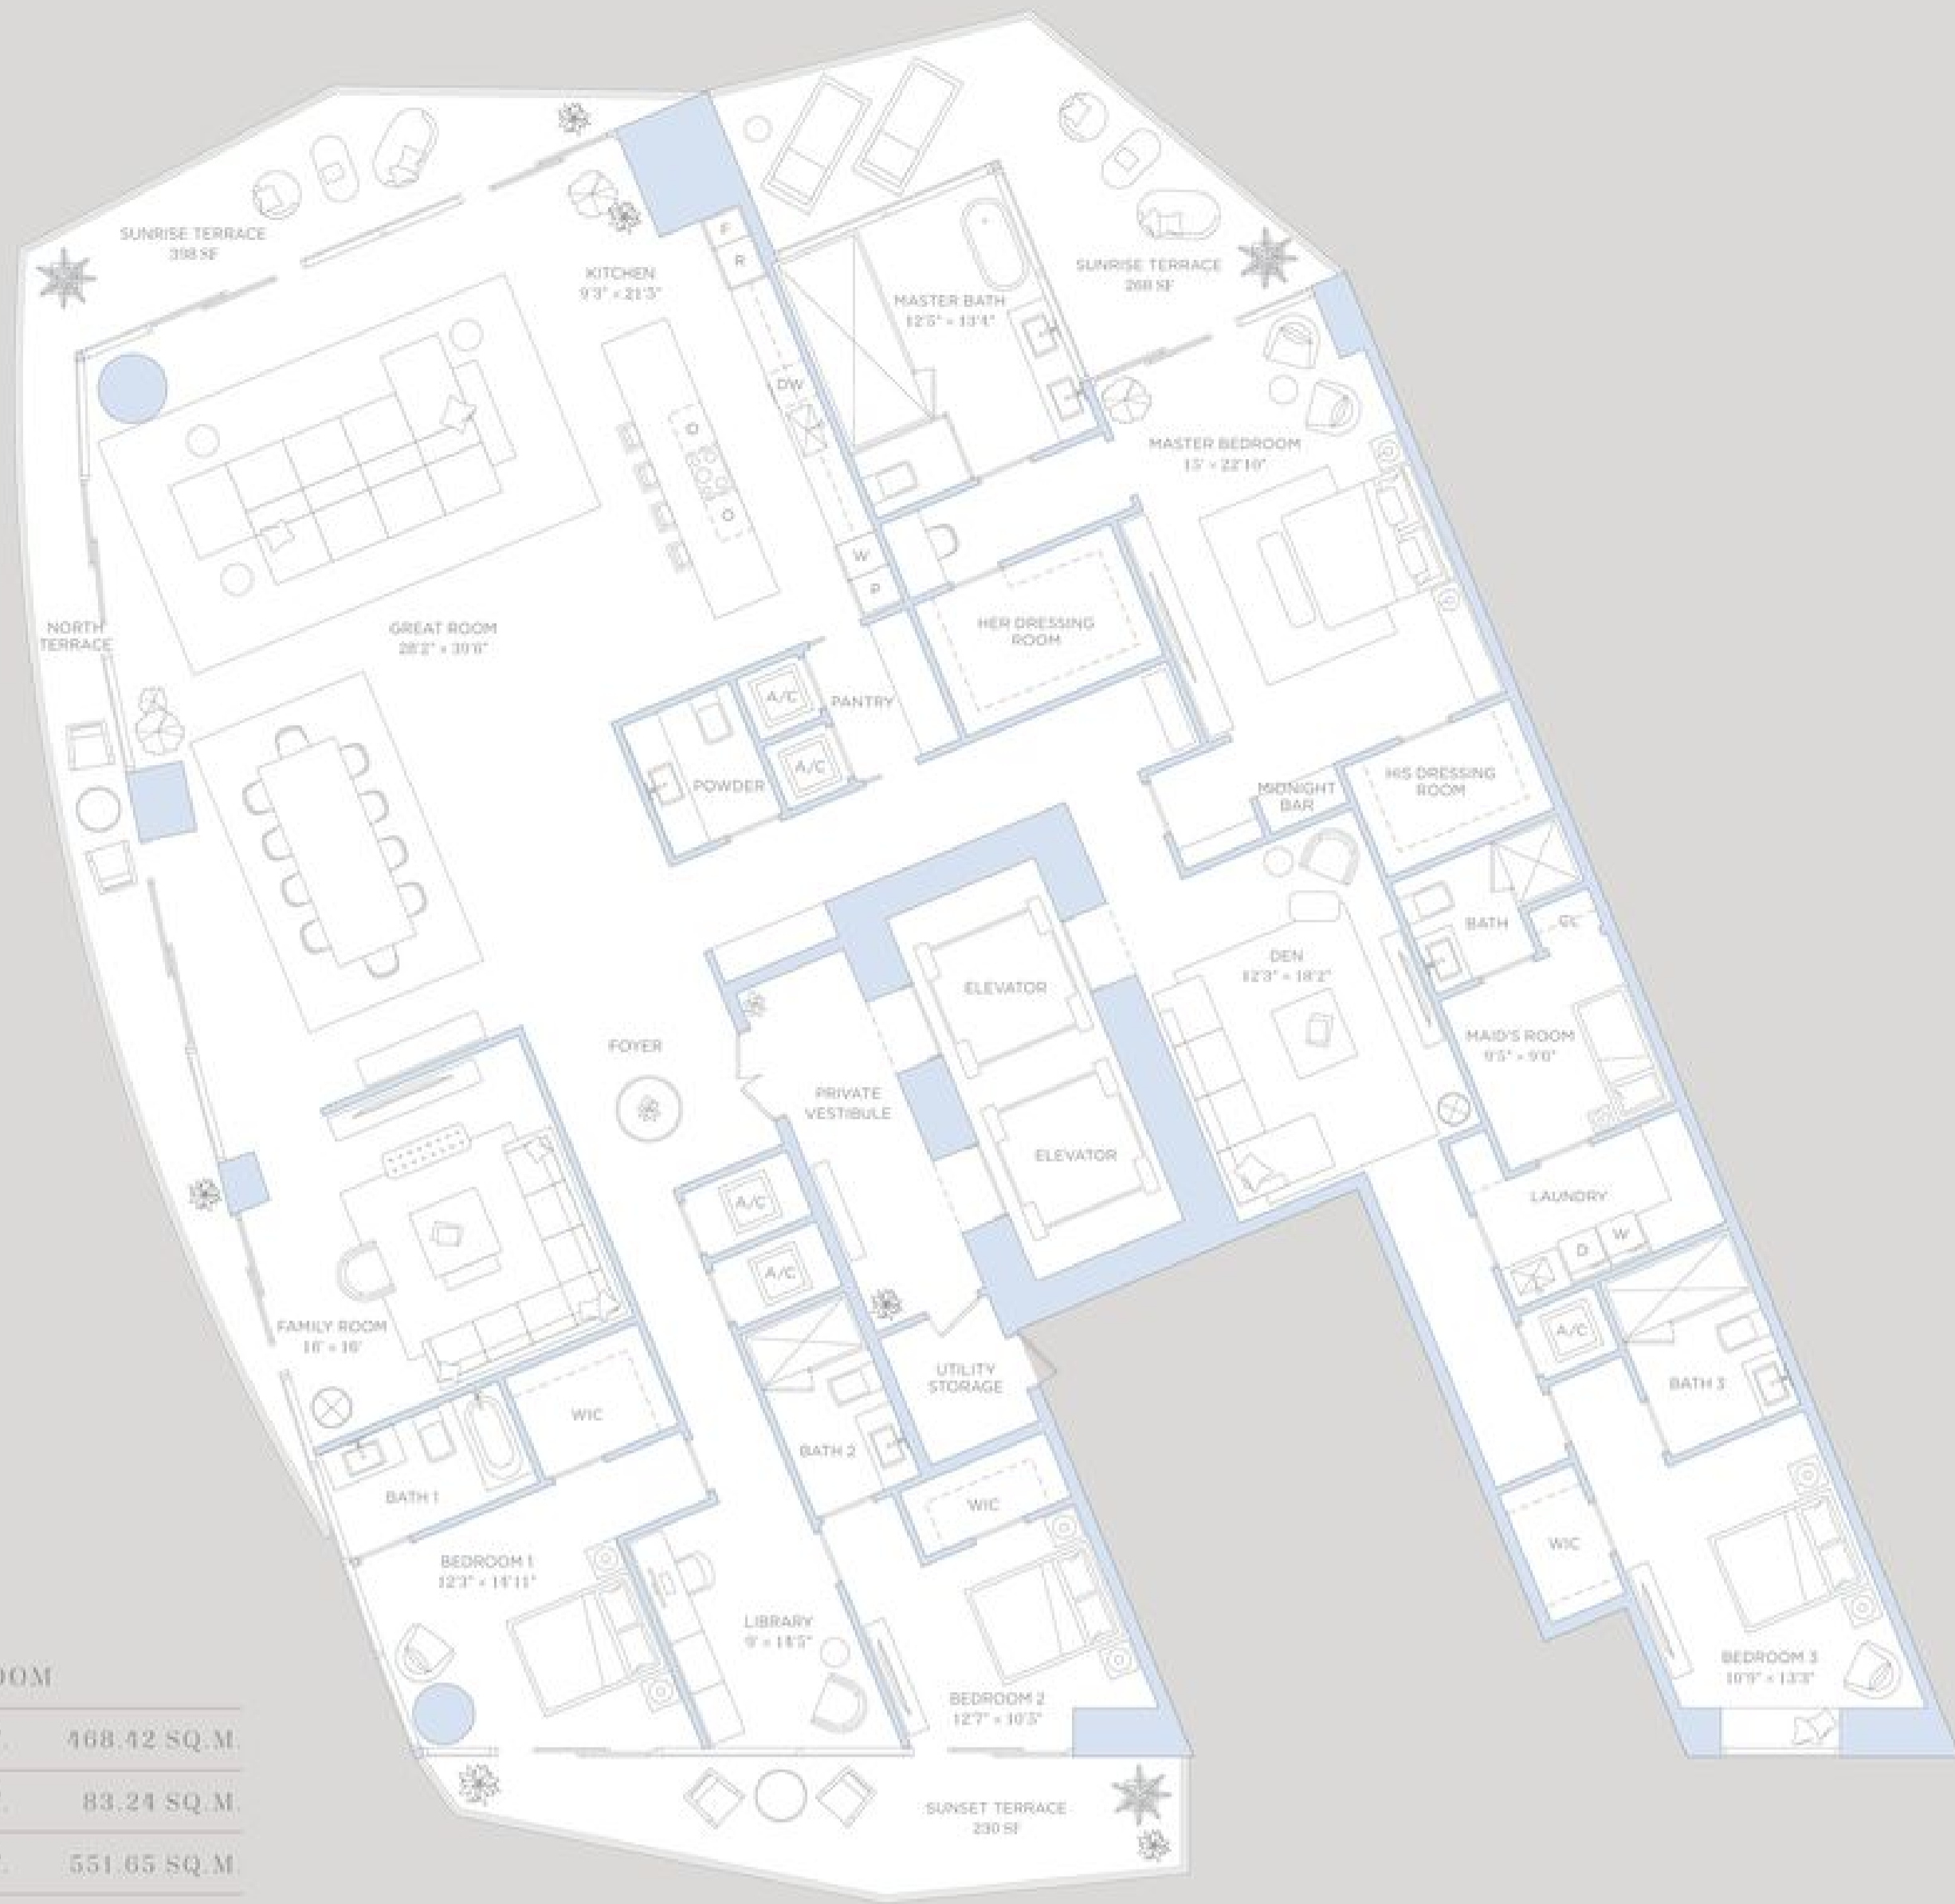 SUNRISE TERRACE
398 SF
KITCHEN
9'3" × 21'3"
F
R
MASTER BATH
12'5" × 13'4"
SUNRISE TERRACE
268 SF
DW
MASTER BEDROOM
15' × 22'10"
W
P
NORTH
TERRACE
GREAT ROOM
28'2" × 39'6"
HER DRESSING
ROOM
A/C
PANTRY
A/C
POWDER
MIDNIGHT
BAR
HIS DRESSING
ROOM
BATH
CL
ELEVATOR
DEN
12'3" × 18'2"
FOYER
MAID'S ROOM
9'5" × 9'6"
PRIVATE
VESTIBULE
ELEVATOR
A/C
LAUNDRY
A/C
D
W
FAMILY ROOM
16' × 16'
A/C
UTILITY
STORAGE
BATH 3
WIC
BATH 2
BATH 1
WIC
WIC
BEDROOM 1
12'3" × 14'11"
LIBRARY
9' × 14'5"
BEDROOM 2
12'7" × 10'5"
BEDROOM 3
10'9" × 13'3"
OOM
468.42 SQ.M.
83.24 SQ.M.
551.65 SQ.M.
SUNSET TERRACE
230 SF